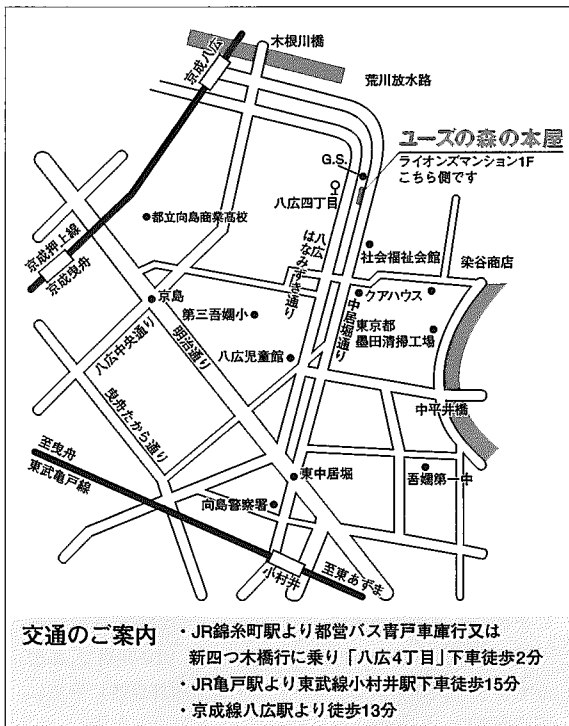 木根川橋
京成八広
荒川放水路
ユーズの森の本屋
ライオンズマンション1F
こちら側です
G.S.
八広四丁目
都立向島商業高校
八広はなみずき通り
社会福祉会館
染谷商店
京成押上線
京成曳舟
クアハウス
京島
第三吾嬬小
中居堀通り
東京都
墨田清掃工場
八広中央通り
明治通り
八広児童館
曳舟たから通り
中平井橋
至曳舟
東武亀戸線
東中居堀
吾嬬第一中
向島警察署
小村井
至東あずま
交通のご案内
・JR錦糸町駅より都営バス青戸車庫行又は
新四つ木橋行に乗り「八広4丁目」下車徒歩2分
・JR亀戸駅より東武線小村井駅下車徒歩15分
・京成線八広駅より徒歩13分